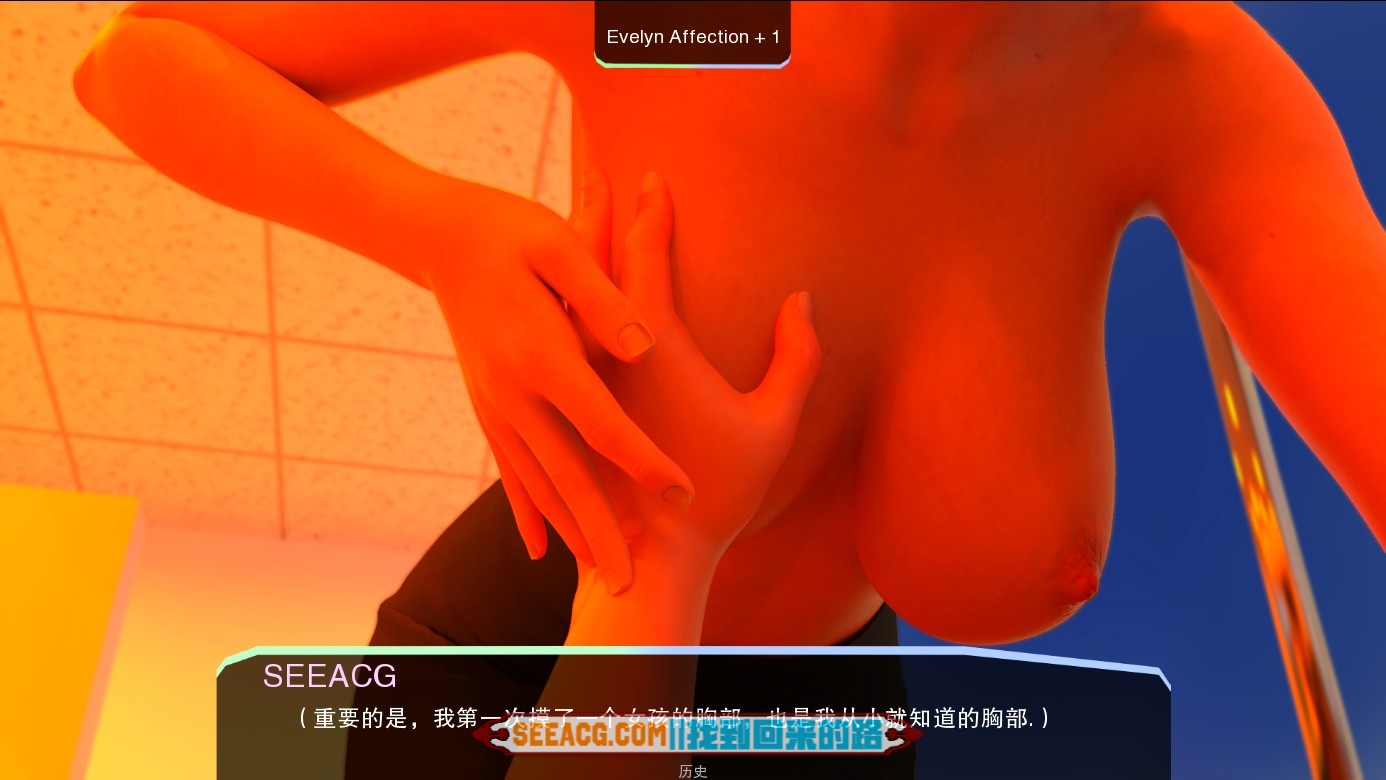 Evelyn Affection + 1
SEEACG
(重要的是，我第一次摸了一个女孩的胸部，也是我从小就知道的胸部.)
SEEACG.COM||找到回来的路
历史